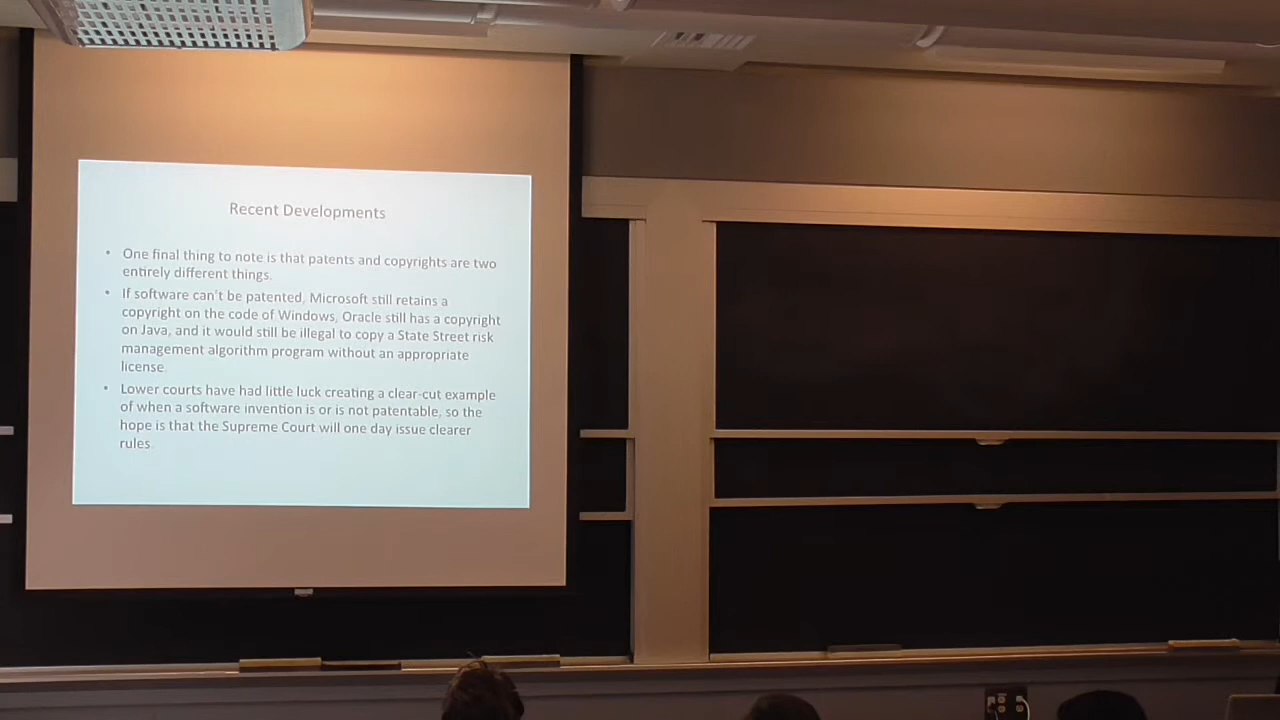 Recent Developments
• One final thing to note is that patents and copyrights are two
entirely different things.
• If software can't be patented, Microsoft still retains a
copyright on the code of Windows, Oracle still has a copyright
on Java, and it would still be illegal to copy a State Street risk
management algorithm program without an appropriate
license.
• Lower courts have had little luck creating a clear-cut example
of when a software invention is or is not patentable, so the
hope is that the Supreme Court will one day issue clearer
rules.